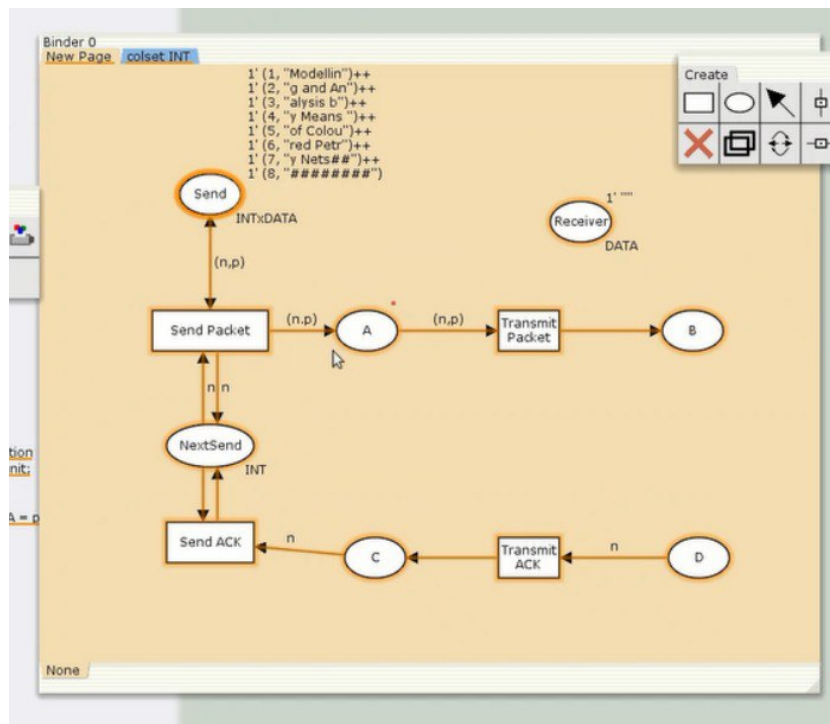 Binder 0
New Page colset INT
1' (1, "Modellin")++
1' (2, "g and An")++
1' (3, "alysis b")++
1' (4, "y Means ")++
1' (5, "of Colou")++
1' (6, "red Petr")++
1' (7, "y Nets##")++
1' (8, "########")
Create
Send
INTxDATA
1' ""
Receiver
DATA
(n,p)
Send Packet
(n.p)
A
(n,p)
Transmit
Packet
B
n n
NextSend
INT
tion
nit;
A = p
Send ACK
n
C
Transmit
ACK
n
D
None